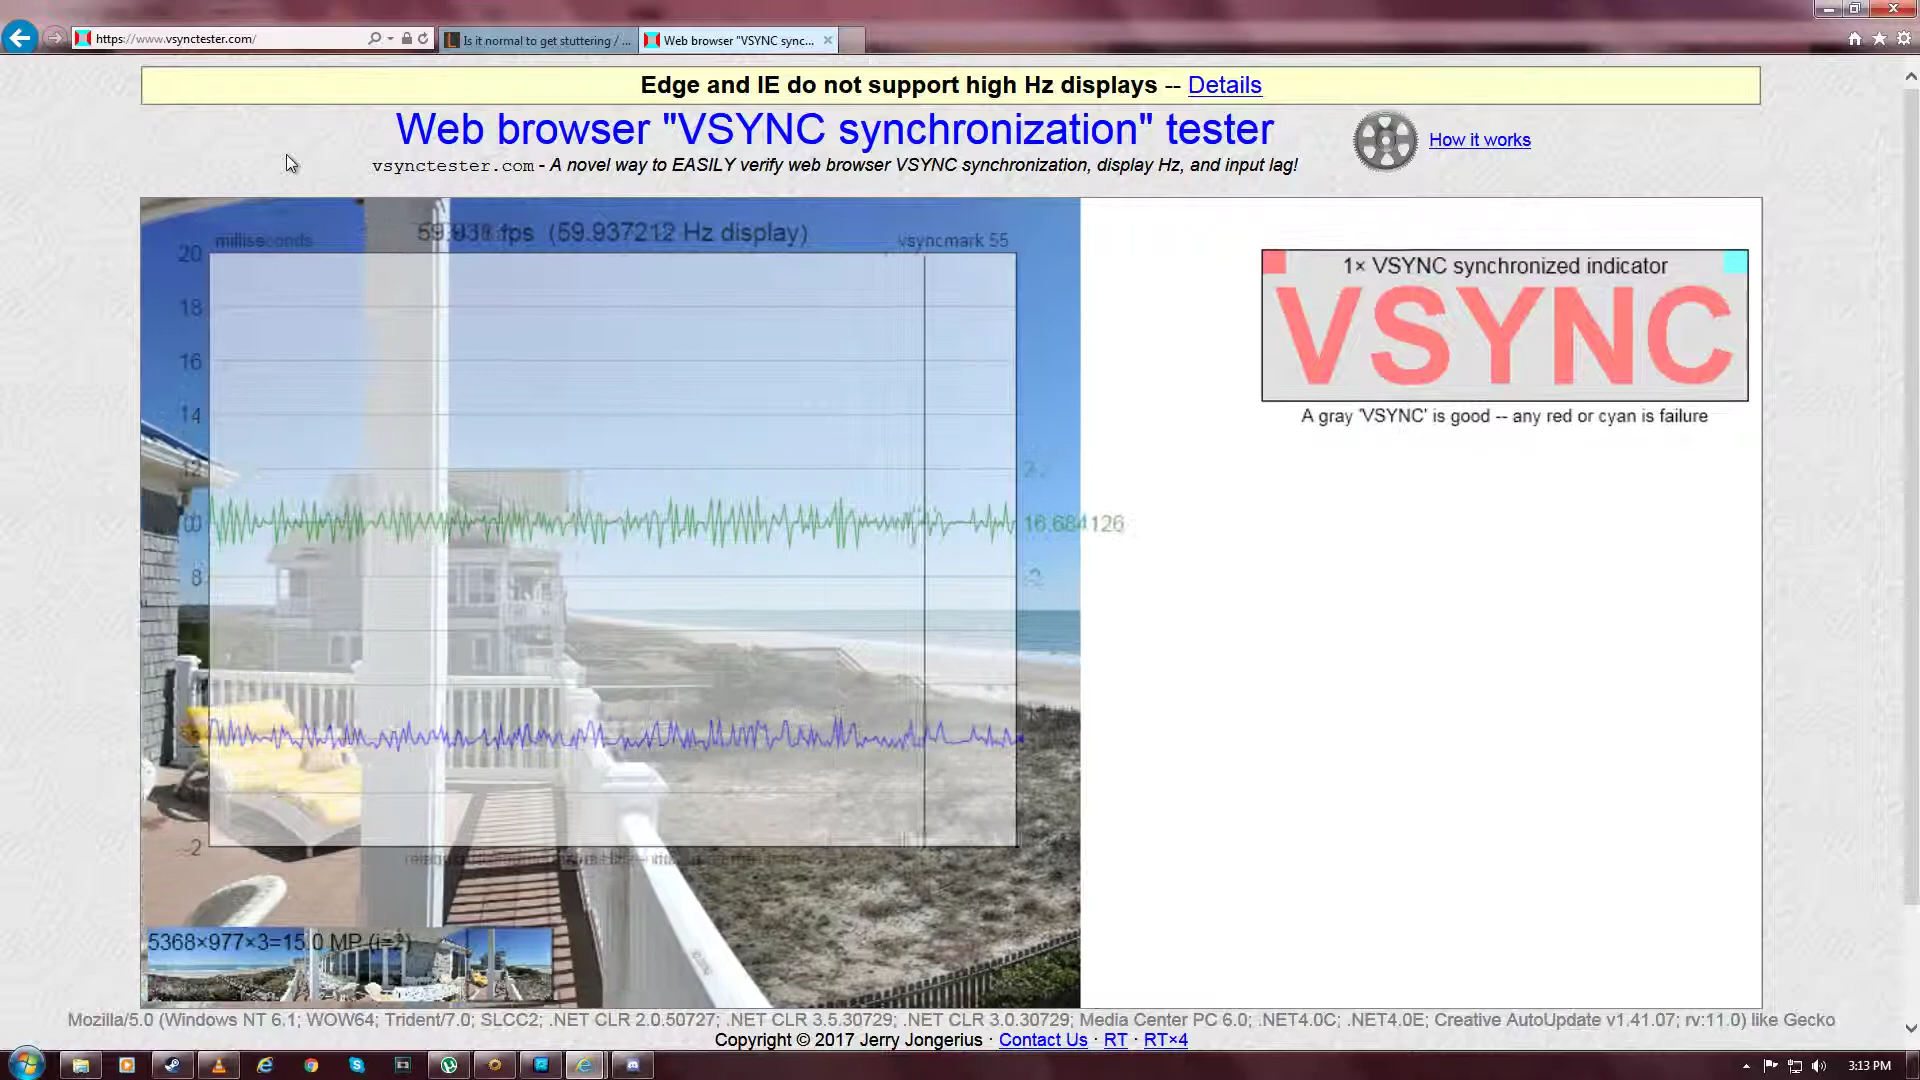 https://www.vsynctester.com/
Is it normal to get stuttering / ...
Web browser "VSYNC sync...
Edge and IE do not support high Hz displays -- Details
Web browser "VSYNC synchronization" tester
How it works
vsynctester.com - A novel way to EASILY verify web browser VSYNC synchronization, display Hz, and input lag!
milliseconds
fps (59.937212 Hz display)
vsyncmark 55
20
18
16
14
12
8
2
16.684126
1× VSYNC synchronized indicator
VSYNC
A gray 'VSYNC' is good -- any red or cyan is failure
5368×977×3=15.0 MP (i=2)
Mozilla/5.0 (Windows NT 6.1; WOW64; Trident/7.0; SLCC2; .NET CLR 2.0.50727; .NET CLR 3.5.30729; .NET CLR 3.0.30729; Media Center PC 6.0; .NET4.0C; .NET4.0E; Creative AutoUpdate v1.41.07; rv:11.0) like Gecko
Copyright © 2017 Jerry Jongerius · Contact Us · RT · RT×4
3:13 PM